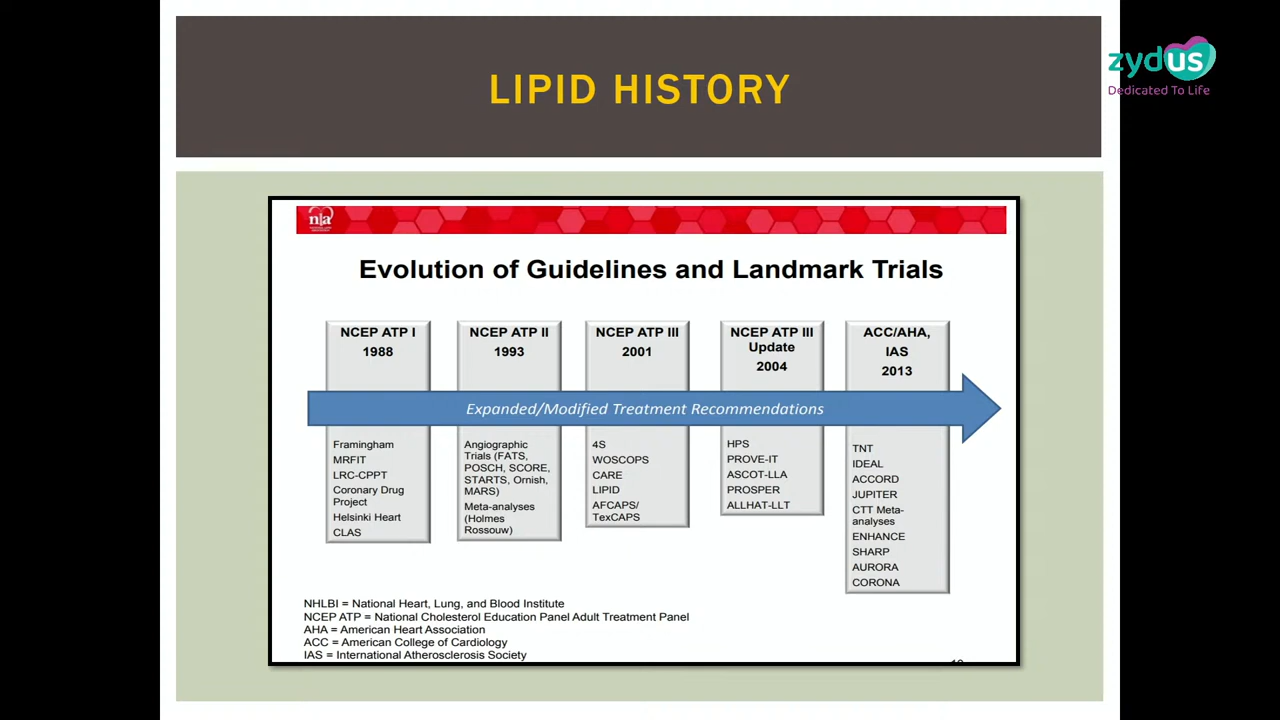 LIPID HISTORY
zydus
Dedicated To Life
nla
Evolution of Guidelines and Landmark Trials
NCEP ATP I
1988
NCEP ATP II
1993
NCEP ATP III
2001
NCEP ATP III
Update
2004
ACC/AHA,
IAS
2013
Expanded/Modified Treatment Recommendations
Framingham
MRFIT
LRC-CPPT
Coronary Drug
Project
Helsinki Heart
CLAS
Angiographic
Trials (FATS,
POSCH, SCORE,
STARTS, Ornish,
MARS)
Meta-analyses
(Holmes
Rossouw)
4S
WOSCOPS
CARE
LIPID
AFCAPS/
TexCAPS
HPS
PROVE-IT
ASCOT-LLA
PROSPER
ALLHAT-LLT
TNT
IDEAL
ACCORD
JUPITER
CTT Meta-
analyses
ENHANCE
SHARP
AURORA
CORONA
NHLBI = National Heart, Lung, and Blood Institute
NCEP ATP = National Cholesterol Education Panel Adult Treatment Panel
AHA = American Heart Association
ACC = American College of Cardiology
IAS = International Atherosclerosis Society